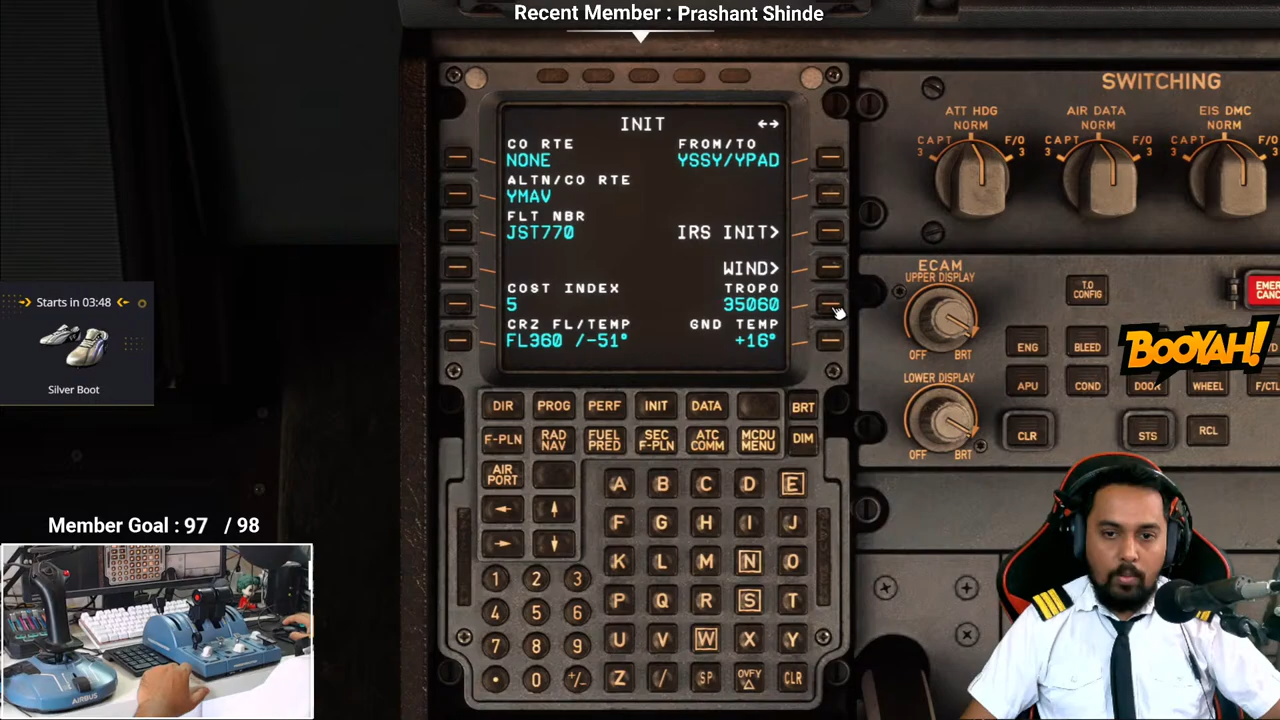 Recent Member : Prashant Shinde
INIT ↔
CO RTE FROM/TO
NONE YSSY/YPAD
ALTN/CO RTE
YMAV
FLT NBR
JST770 IRS INIT>
WIND>
COST INDEX TROPO
5 35060
CRZ FL/TEMP GND TEMP
FL360 /-51° +16°
DIR PROG PERF INIT DATA BRT
F-PLN RAD NAV FUEL PRED SEC F-PLN ATC COMM MCDU MENU DIM
AIR PORT
← ↑
→ ↓
A B C D E
F G H I J
K L M N O
P Q R S T
U V W X Y
Z / SP OVFY △ CLR
1 2 3
4 5 6
7 8 9
. 0 +/-
SWITCHING
ATT HDG AIR DATA EIS DMC
NORM NORM NORM
CAPT 3 F/O 3 CAPT 3 F/O 3 CAPT 3 F/O 3
ECAM
UPPER DISPLAY
OFF BRT
LOWER DISPLAY
OFF BRT
T.O CONFIG
EMER CANC
ENG BLEED
APU COND DOOR WHEEL F/CTL
CLR STS RCL
BOOYAH!
Starts in 03:48
Silver Boot
Member Goal : 97 / 98
AIRBUS